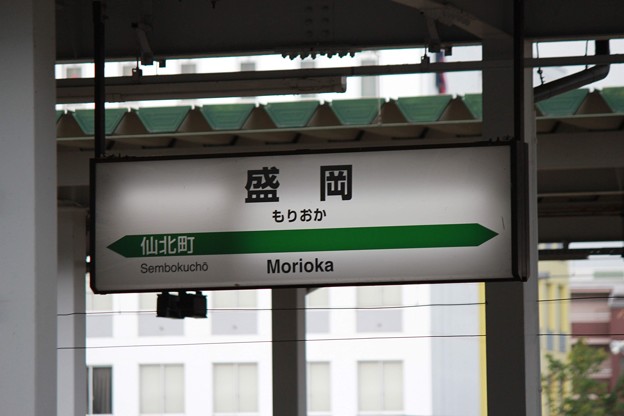 盛岡
もりおか
仙北町
Sembokuchō
Morioka